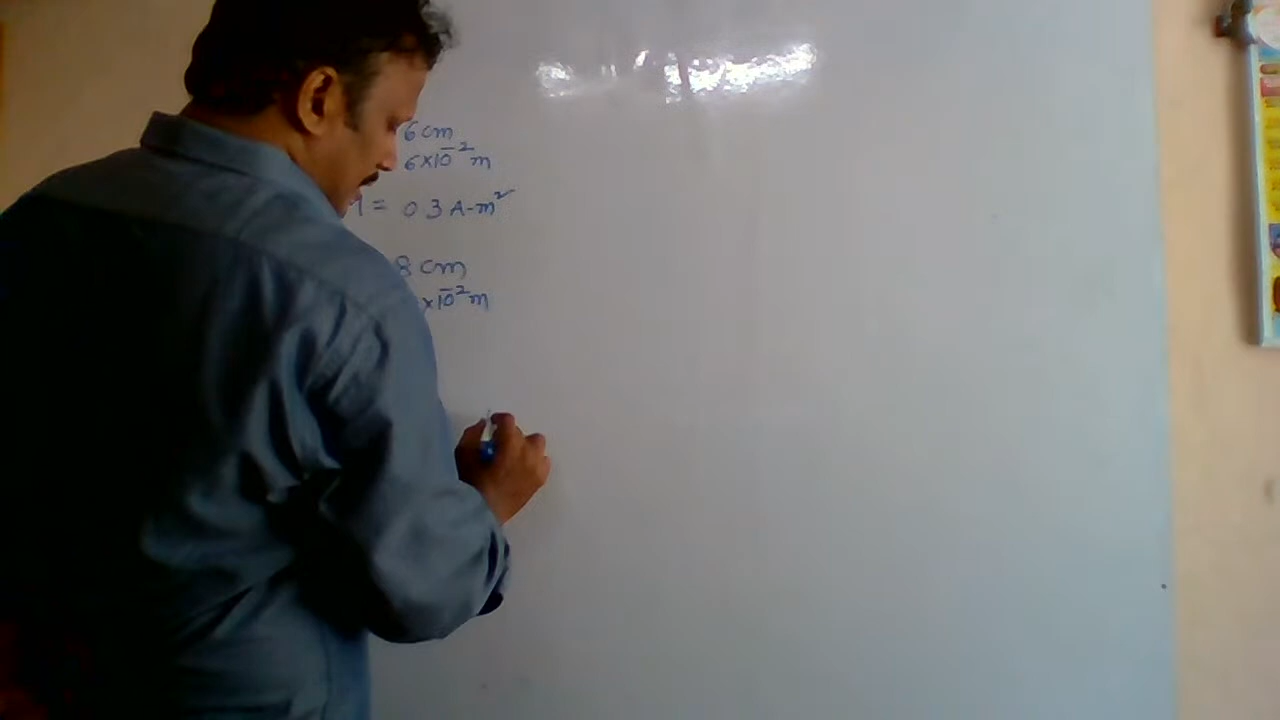 6 cm
6×10⁻² m
M = 0.3 A-m²
8 cm
×10⁻² m